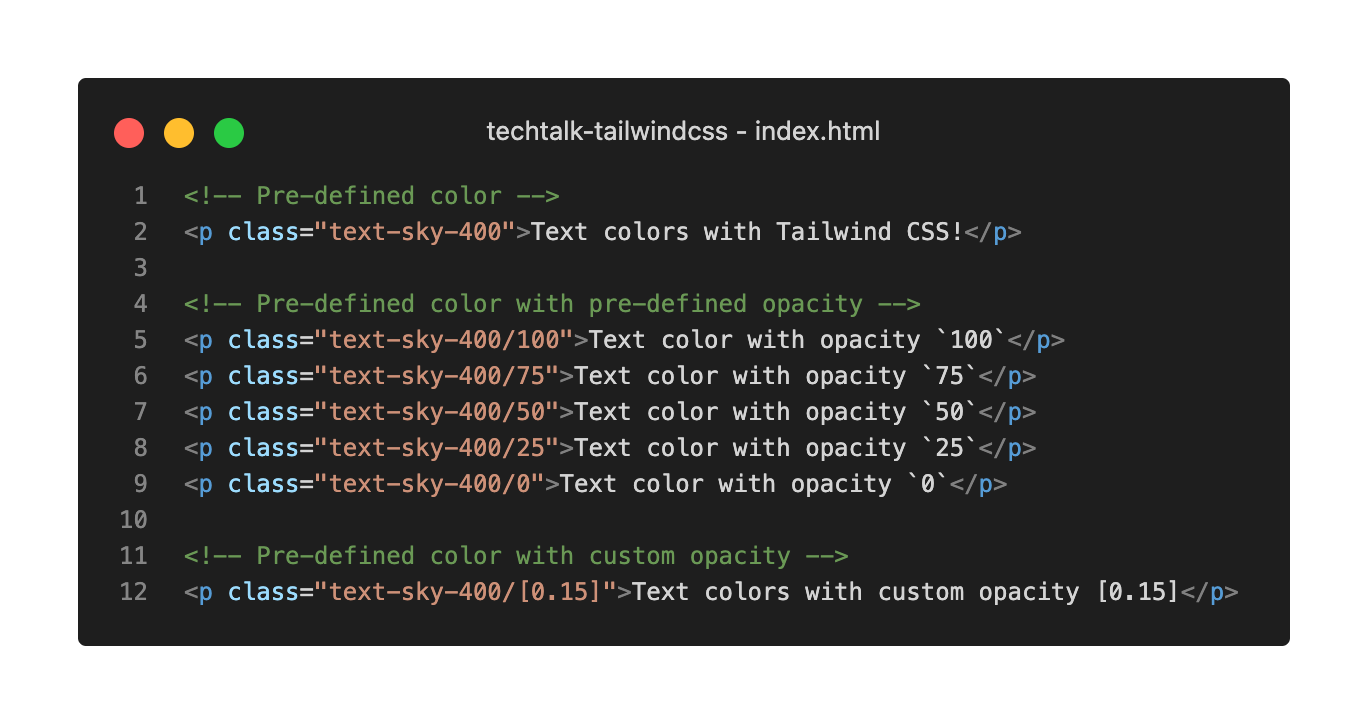 techtalk-tailwindcss - index.html
1 <!-- Pre-defined color -->
2 <p class="text-sky-400">Text colors with Tailwind CSS!</p>
3
4 <!-- Pre-defined color with pre-defined opacity -->
5 <p class="text-sky-400/100">Text color with opacity `100`</p>
6 <p class="text-sky-400/75">Text color with opacity `75`</p>
7 <p class="text-sky-400/50">Text color with opacity `50`</p>
8 <p class="text-sky-400/25">Text color with opacity `25`</p>
9 <p class="text-sky-400/0">Text color with opacity `0`</p>
10
11 <!-- Pre-defined color with custom opacity -->
12 <p class="text-sky-400/[0.15]">Text colors with custom opacity [0.15]</p>